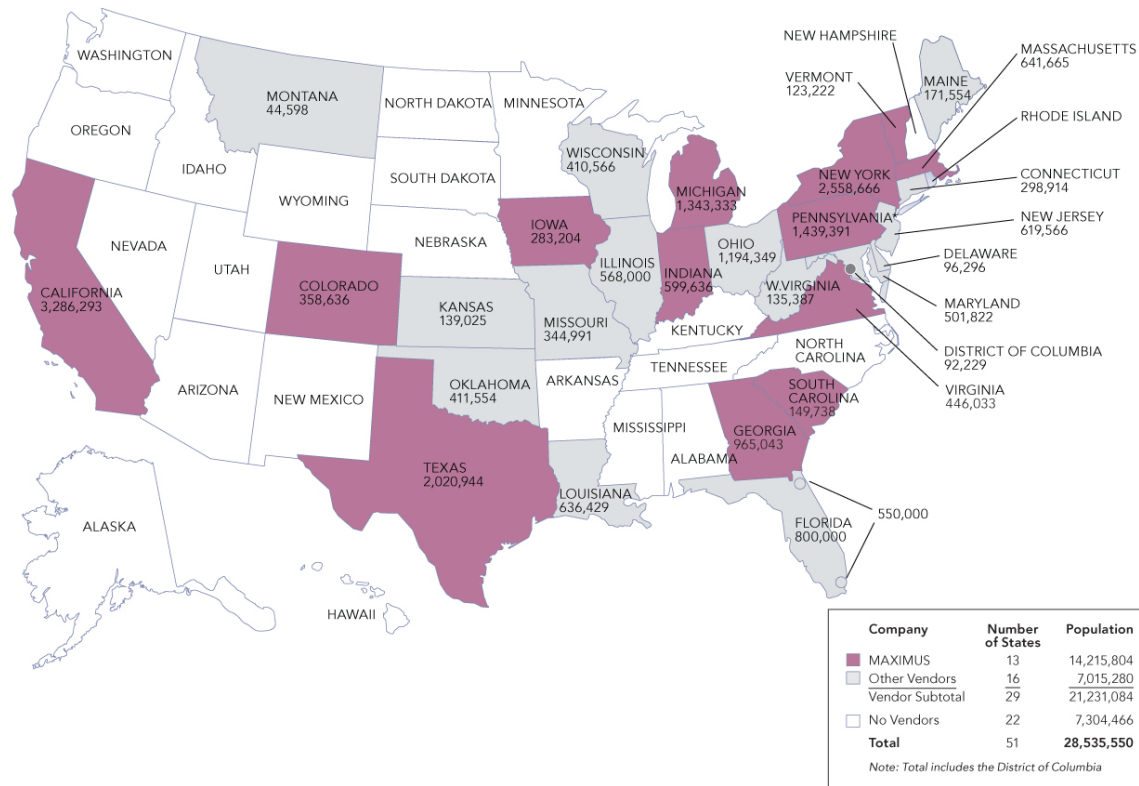 WASHINGTON
OREGON
CALIFORNIA
3,286,293
NEVADA
IDAHO
MONTANA
44,598
WYOMING
UTAH
ARIZONA
COLORADO
358,636
NEW MEXICO
NORTH DAKOTA
SOUTH DAKOTA
NEBRASKA
KANSAS
139,025
OKLAHOMA
411,554
TEXAS
2,020,944
MINNESOTA
IOWA
283,204
MISSOURI
344,991
ARKANSAS
LOUISIANA
636,429
WISCONSIN
410,566
ILLINOIS
568,000
MICHIGAN
1,343,333
INDIANA
599,636
OHIO
1,194,349
KENTUCKY
TENNESSEE
MISSISSIPPI
ALABAMA
GEORGIA
965,043
FLORIDA
800,000
550,000
SOUTH
CAROLINA
149,738
NORTH
CAROLINA
W.VIRGINIA
135,387
PENNSYLVANIA*
1,439,391
NEW YORK
2,558,666
NEW HAMPSHIRE
VERMONT
123,222
MAINE
171,554
MASSACHUSETTS
641,665
RHODE ISLAND
CONNECTICUT
298,914
NEW JERSEY
619,566
DELAWARE
96,296
MARYLAND
501,822
DISTRICT OF COLUMBIA
92,229
VIRGINIA
446,033
ALASKA
HAWAII
Company Number of States Population
MAXIMUS 13 14,215,804
Other Vendors 16 7,015,280
Vendor Subtotal 29 21,231,084
No Vendors 22 7,304,466
Total 51 28,535,550
Note: Total includes the District of Columbia